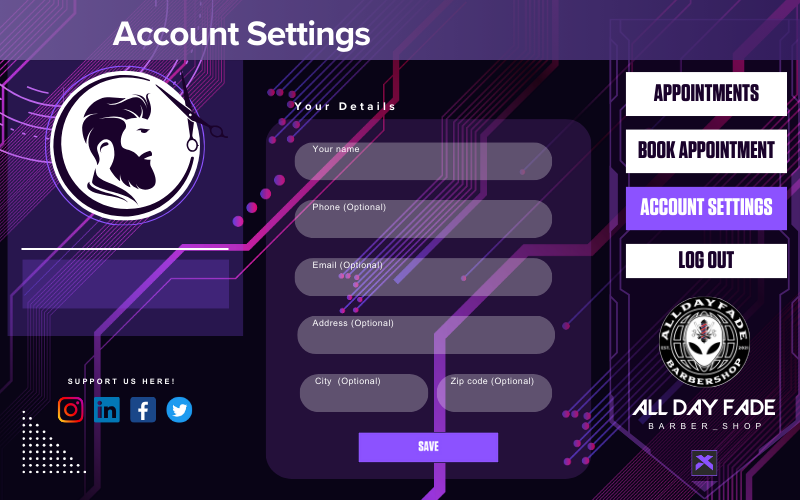 Account Settings
Your Details
Your name
Phone (Optional)
Email (Optional)
Address (Optional)
City (Optional)
Zip code (Optional)
SAVE
SUPPORT US HERE!
in
f
APPOINTMENTS
BOOK APPOINTMENT
ACCOUNT SETTINGS
LOG OUT
ALLDAYFADE
BARBERSHOP
ALL DAY FADE
BARBER_SHOP